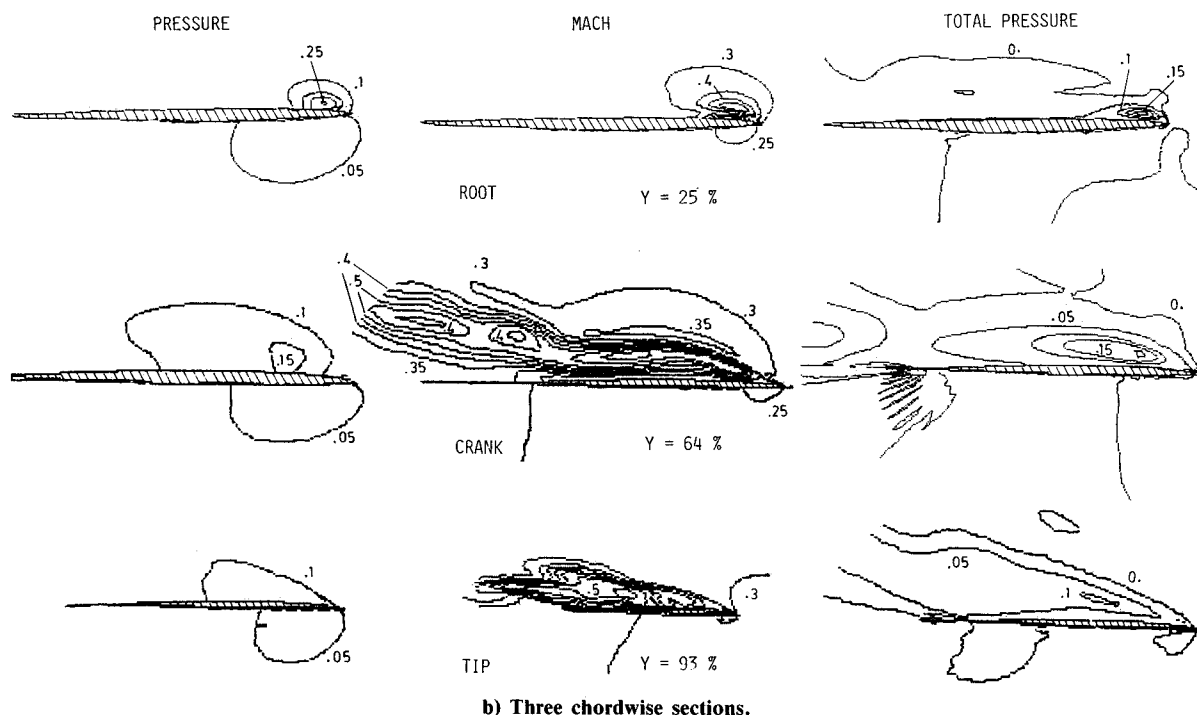 PRESSURE MACH TOTAL PRESSURE
.25 .1 .3 .4 0. .1 .15
.05 .25
ROOT Y = 25 %
.4 .5 .3 .1 .3 0.
.05
.15 .4 .4 .35 .15
.35
.05 .25
CRANK Y = 64 %
.1 .05 0.
.5 .3 .1
.05
TIP Y = 93 %
b) Three chordwise sections.